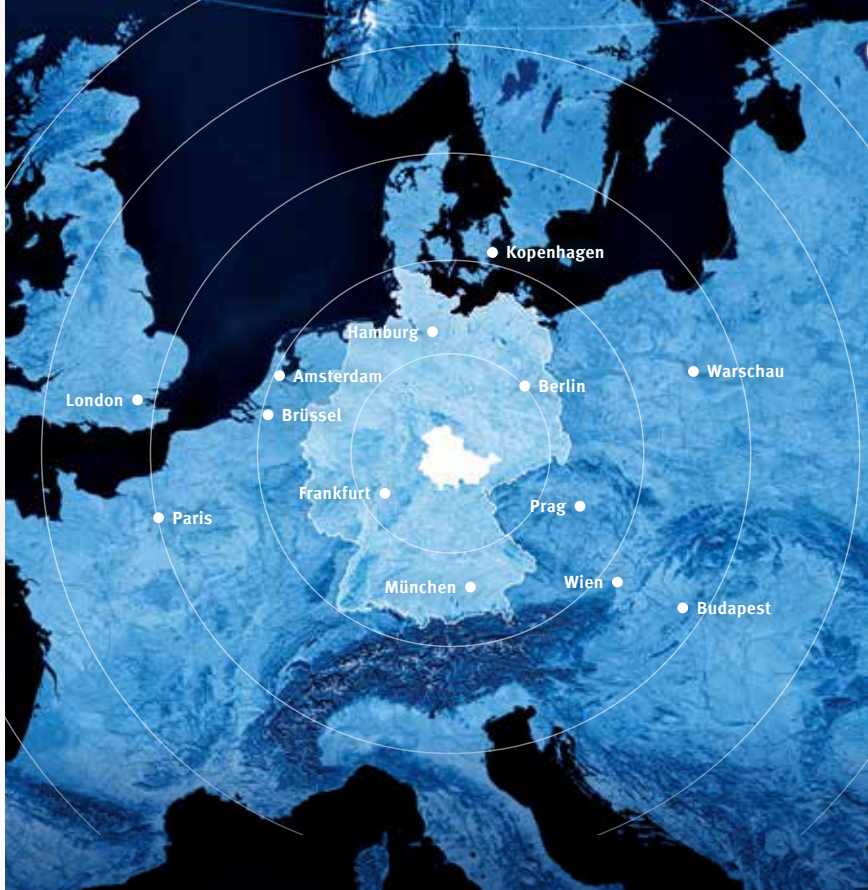 Kopenhagen
Hamburg
Warschau
Amsterdam
Berlin
London
Brüssel
Frankfurt
Prag
Paris
Wien
München
Budapest